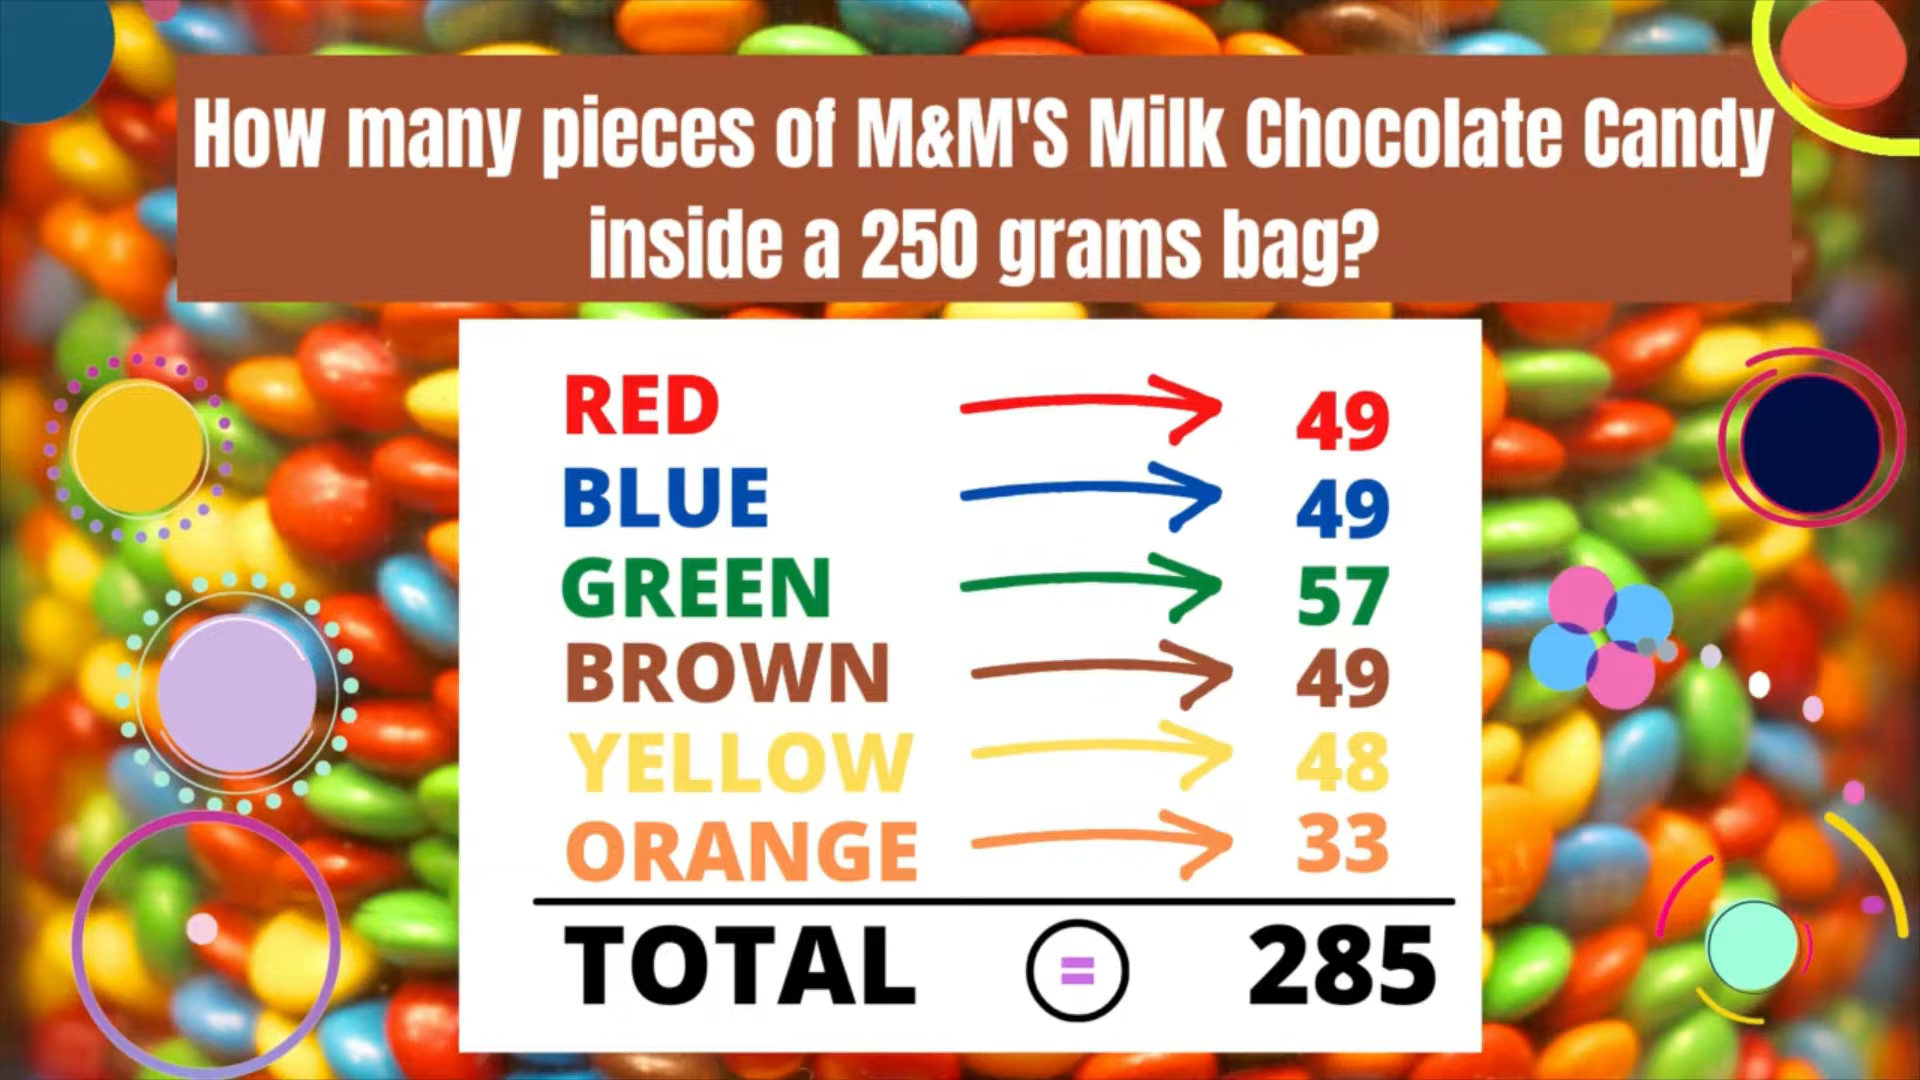 How many pieces of M&M'S Milk Chocolate Candy
inside a 250 grams bag?
RED 49
BLUE 49
GREEN 57
BROWN 49
YELLOW 48
ORANGE 33
TOTAL = 285